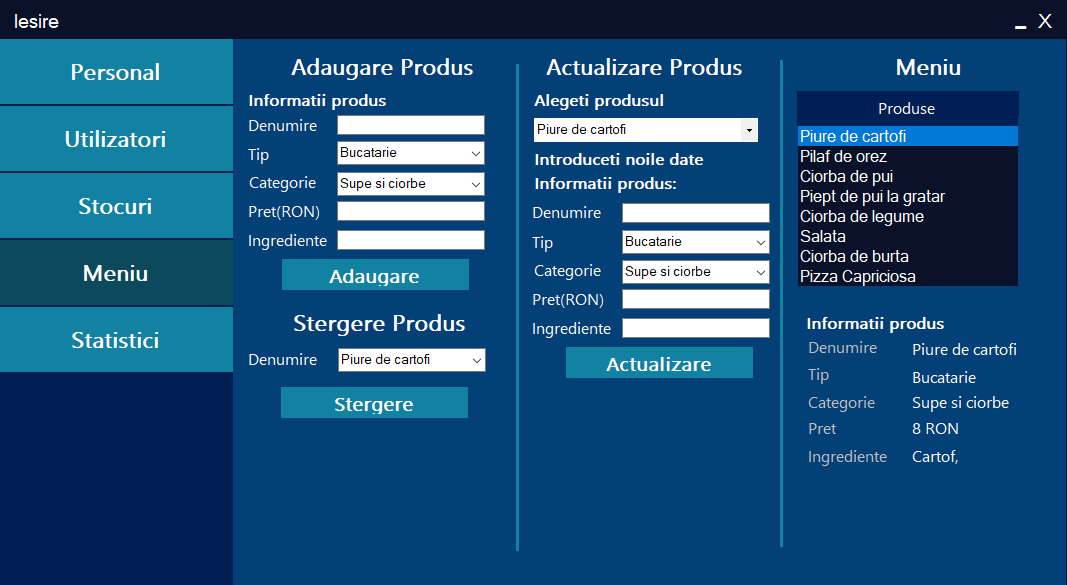 Iesire
X
Personal
Utilizatori
Stocuri
Meniu
Statistici
Adaugare Produs
Informatii produs
Denumire
Tip Bucatarie
Categorie Supe si ciorbe
Pret(RON)
Ingrediente
Adaugare
Stergere Produs
Denumire Piure de cartofi
Stergere
Actualizare Produs
Alegeti produsul
Piure de cartofi
Introduceti noile date
Informatii produs:
Denumire
Tip Bucatarie
Categorie Supe si ciorbe
Pret(RON)
Ingrediente
Actualizare
Meniu
Produse
Piure de cartofi
Pilaf de orez
Ciorba de pui
Piept de pui la gratar
Ciorba de legume
Salata
Ciorba de burta
Pizza Capriciosa
Informatii produs
Denumire Piure de cartofi
Tip Bucatarie
Categorie Supe si ciorbe
Pret 8 RON
Ingrediente Cartof,